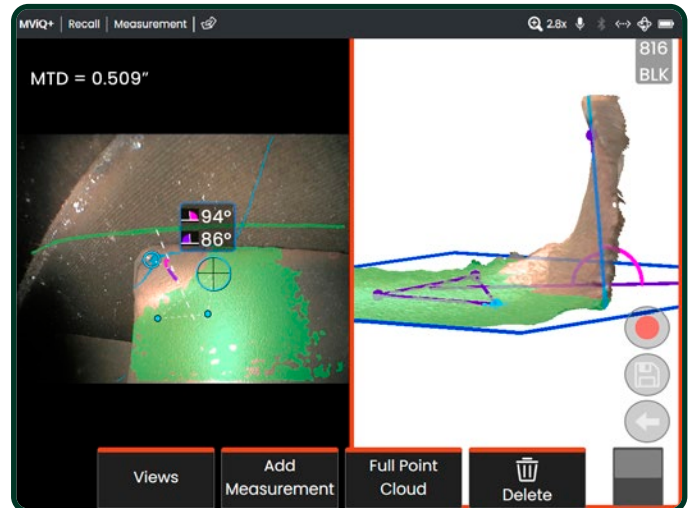 MViQ+ | Recall | Measurement |
2.8x
816
BLK
MTD = 0.509"
94°
86°
Views
Add
Measurement
Full Point
Cloud
Delete